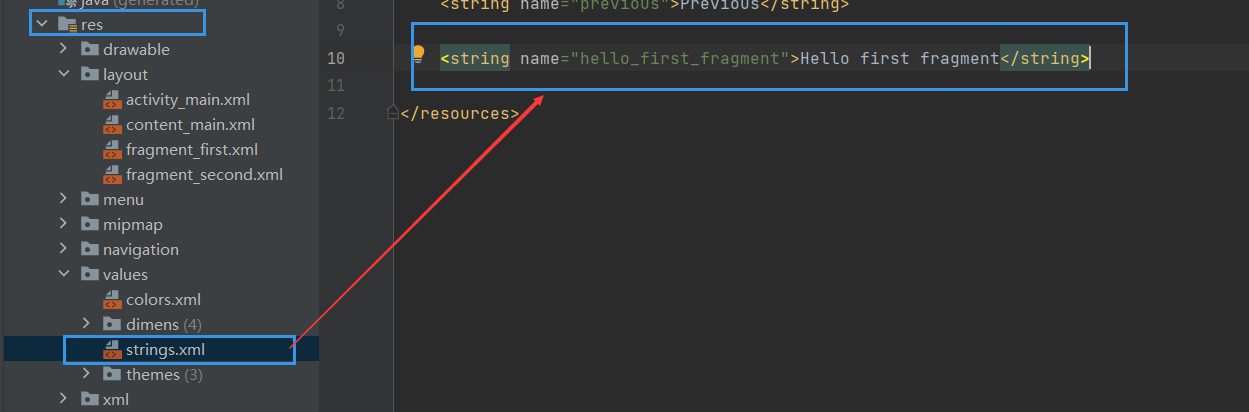 java (generated)
res
drawable
layout
activity_main.xml
content_main.xml
fragment_first.xml
fragment_second.xml
menu
mipmap
navigation
values
colors.xml
dimens (4)
strings.xml
themes (3)
xml
8 <string name="previous">Previous</string>
9
10 <string name="hello_first_fragment">Hello first fragment</string>
11
12 </resources>